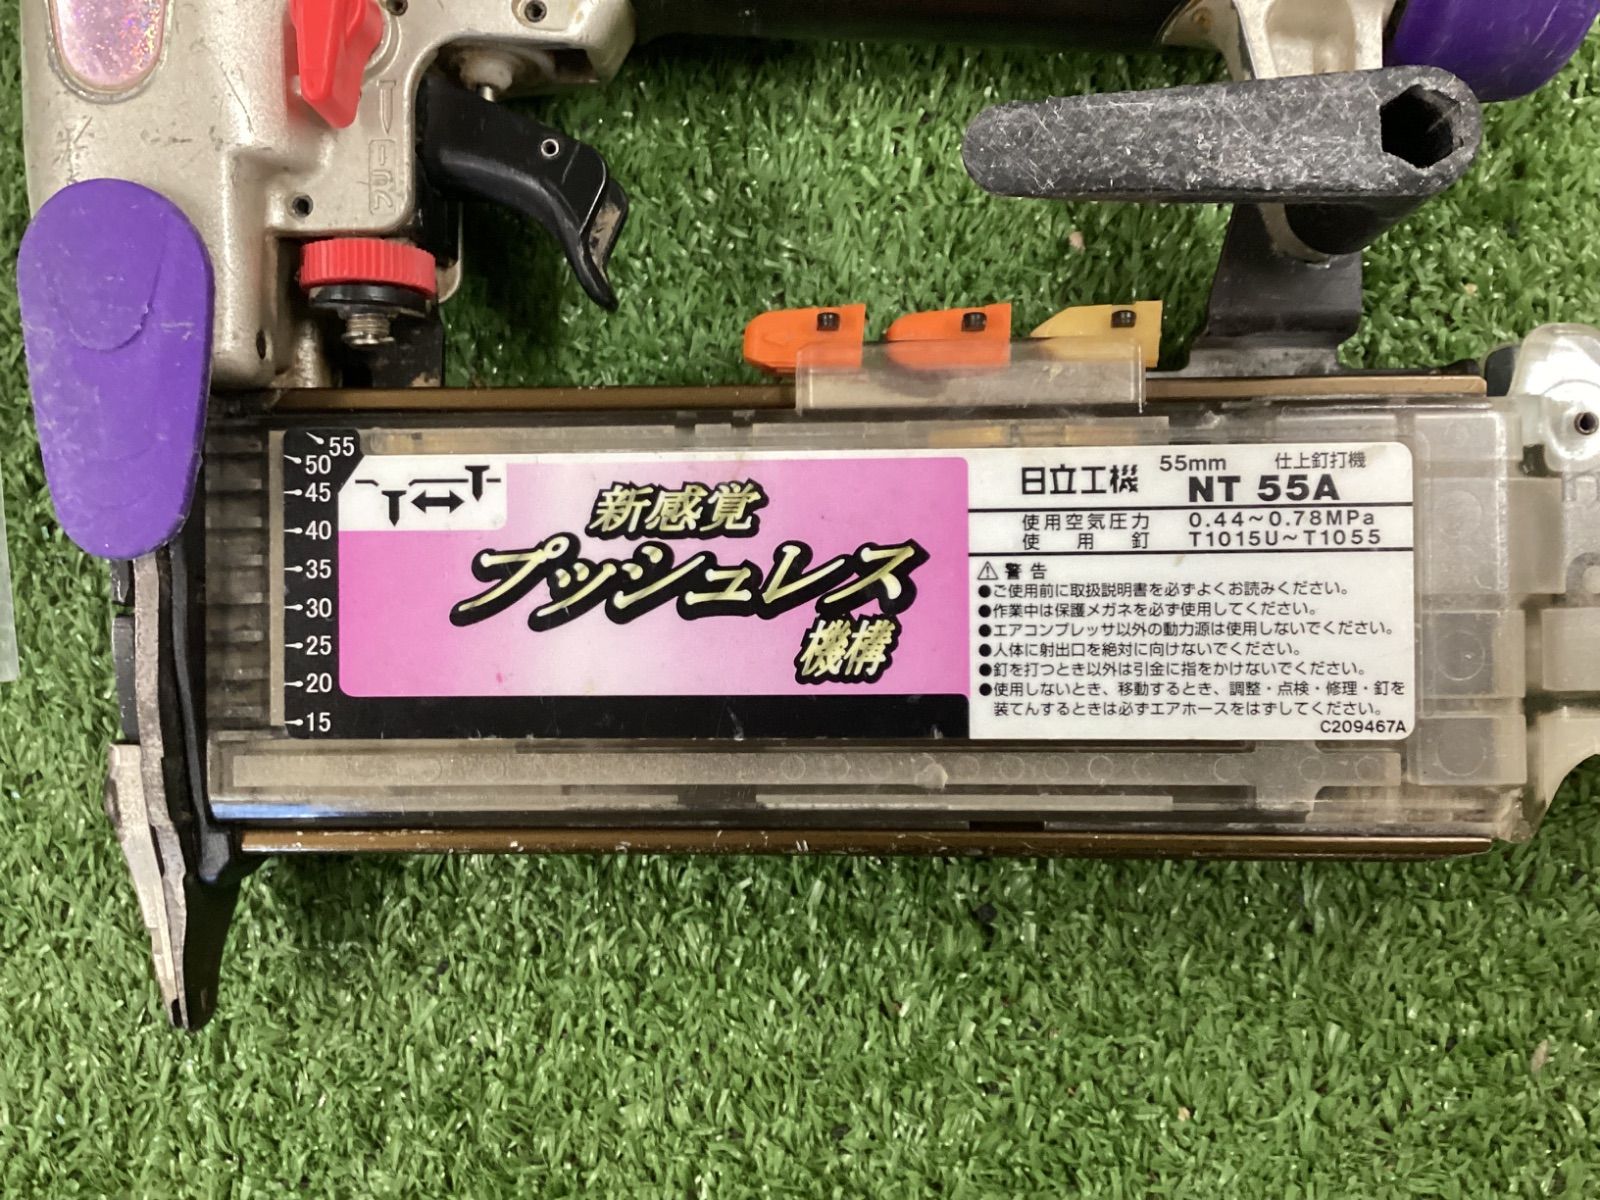 55
50
45
40
35
30
25
20
15
新感覚
プッシュレス
機構
日立工機 55mm 仕上釘打機
NT 55A
使用空気圧力 0.44～0.78MPa
使用釘 T1015U～T1055
⚠警告
●ご使用前に取扱説明書を必ずよくお読みください。
●作業中は保護メガネを必ず使用してください。
●エアコンプレッサ以外の動力源は使用しないでください。
●人体に射出口を絶対に向けないでください。
●釘を打つとき以外は引金に指をかけないでください。
●使用しないとき、移動するとき、調整・点検・修理・釘を
装てんするときは必ずエアホースをはずしてください。
C209467A